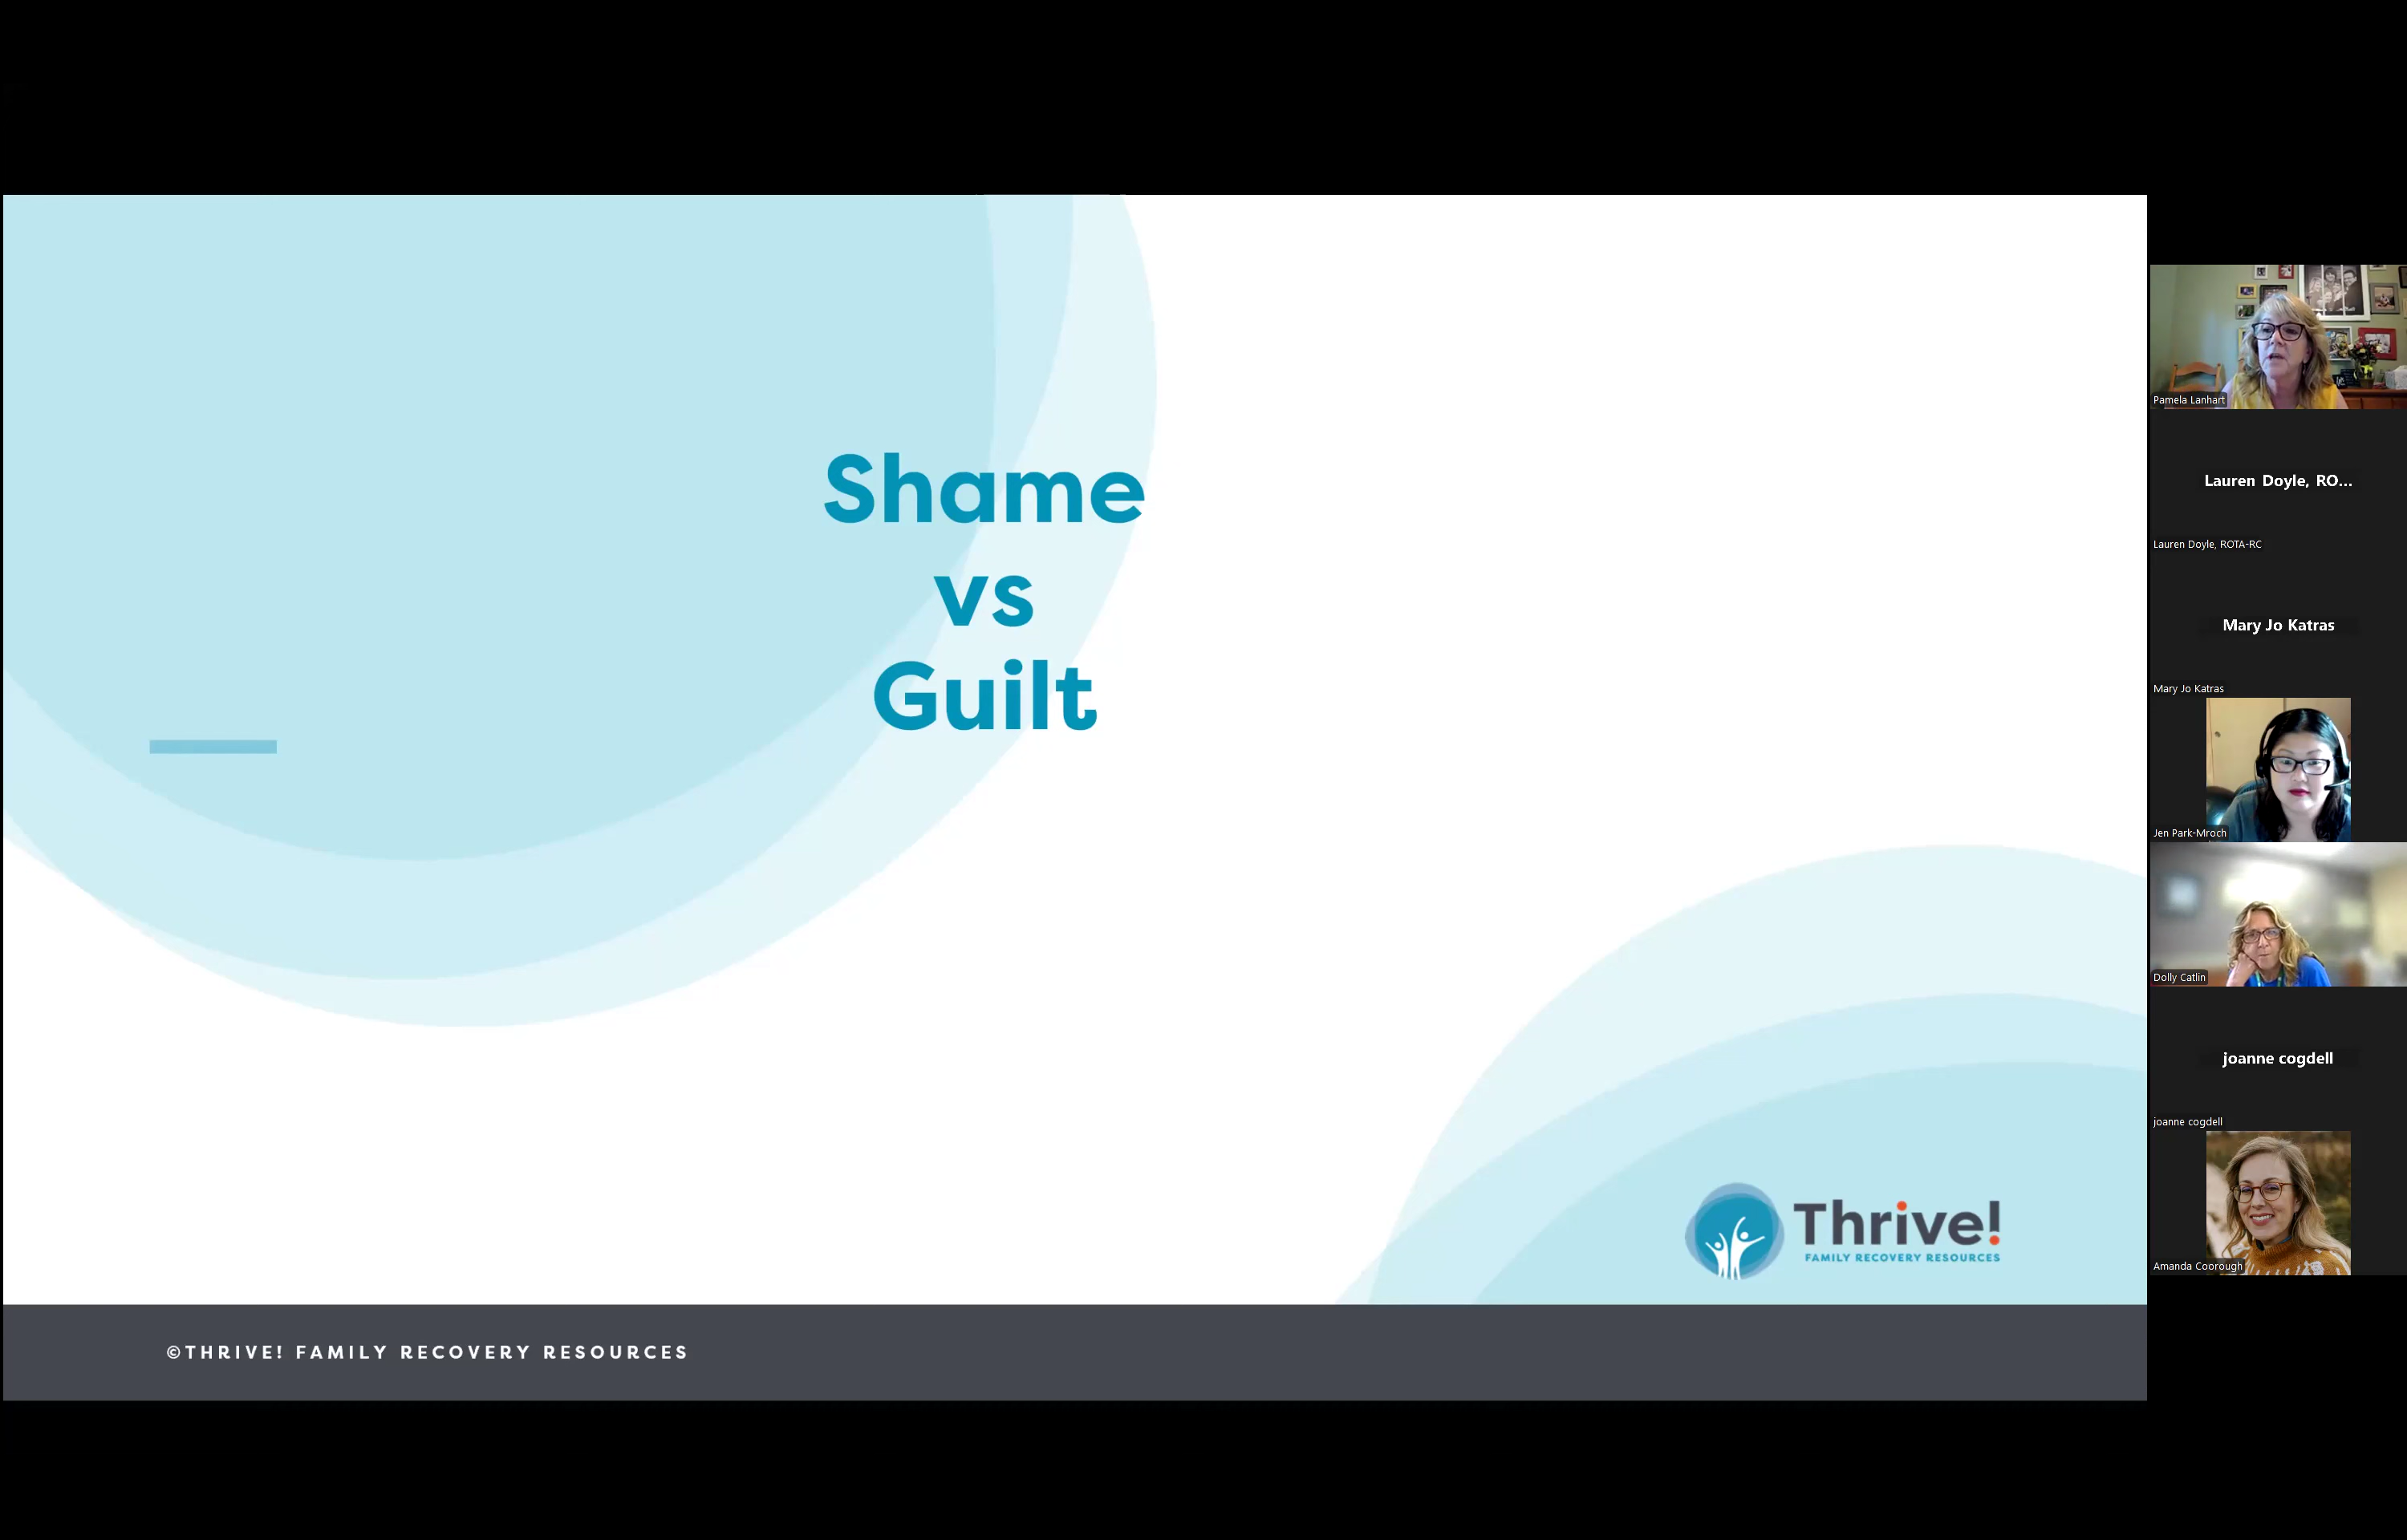 Shame
vs
Guilt
Thrive!
FAMILY RECOVERY RESOURCES
©THRIVE! FAMILY RECOVERY RESOURCES
Pamela Lanhart
Lauren Doyle, RO...
Lauren Doyle, ROTA-RC
Mary Jo Katras
Mary Jo Katras
Jen Park-Mroch
Dolly Catlin
joanne cogdell
joanne cogdell
Amanda Coorough